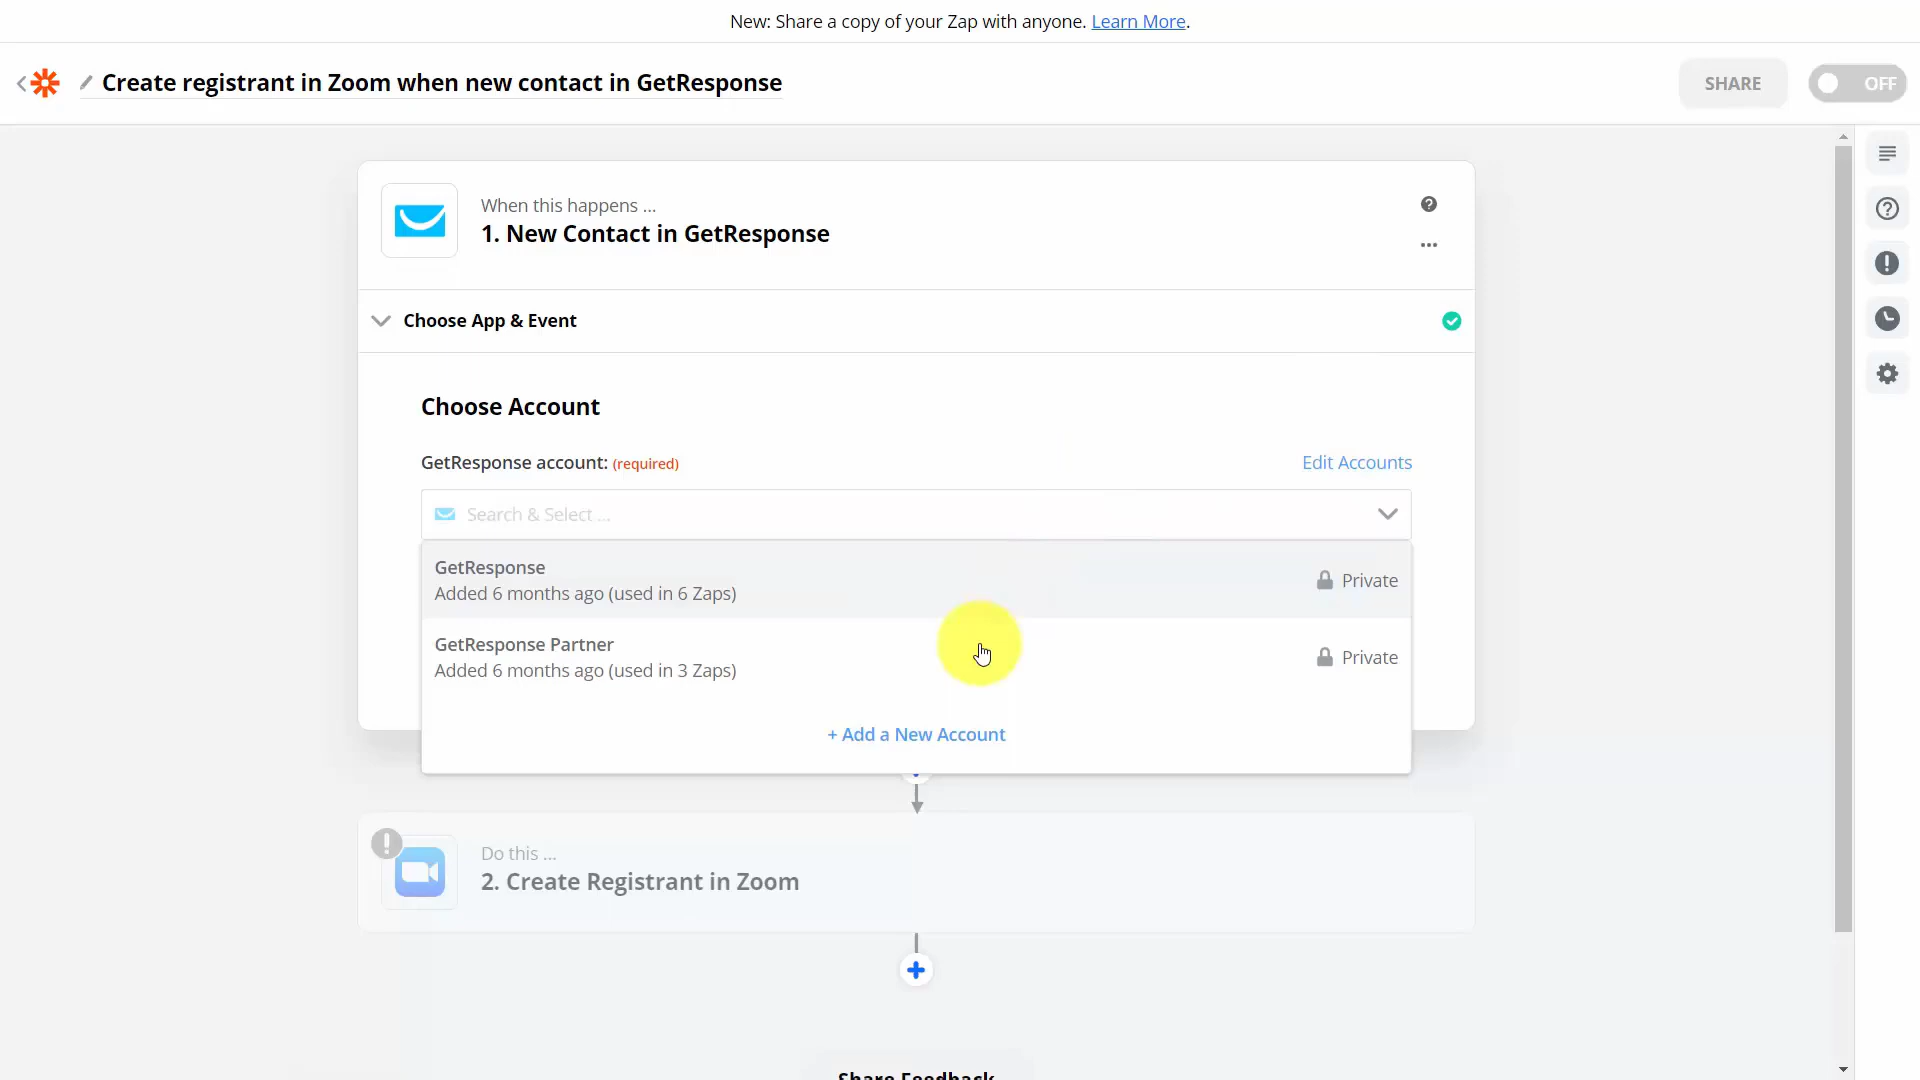 New: Share a copy of your Zap with anyone. Learn More.
Create registrant in Zoom when new contact in GetResponse
SHARE
OFF
When this happens ...
1. New Contact in GetResponse
Choose App & Event
Choose Account
GetResponse account: (required)
Edit Accounts
Search & Select ...
GetResponse
Added 6 months ago (used in 6 Zaps)
Private
GetResponse Partner
Added 6 months ago (used in 3 Zaps)
Private
+ Add a New Account
Do this ...
2. Create Registrant in Zoom
Share Feedback